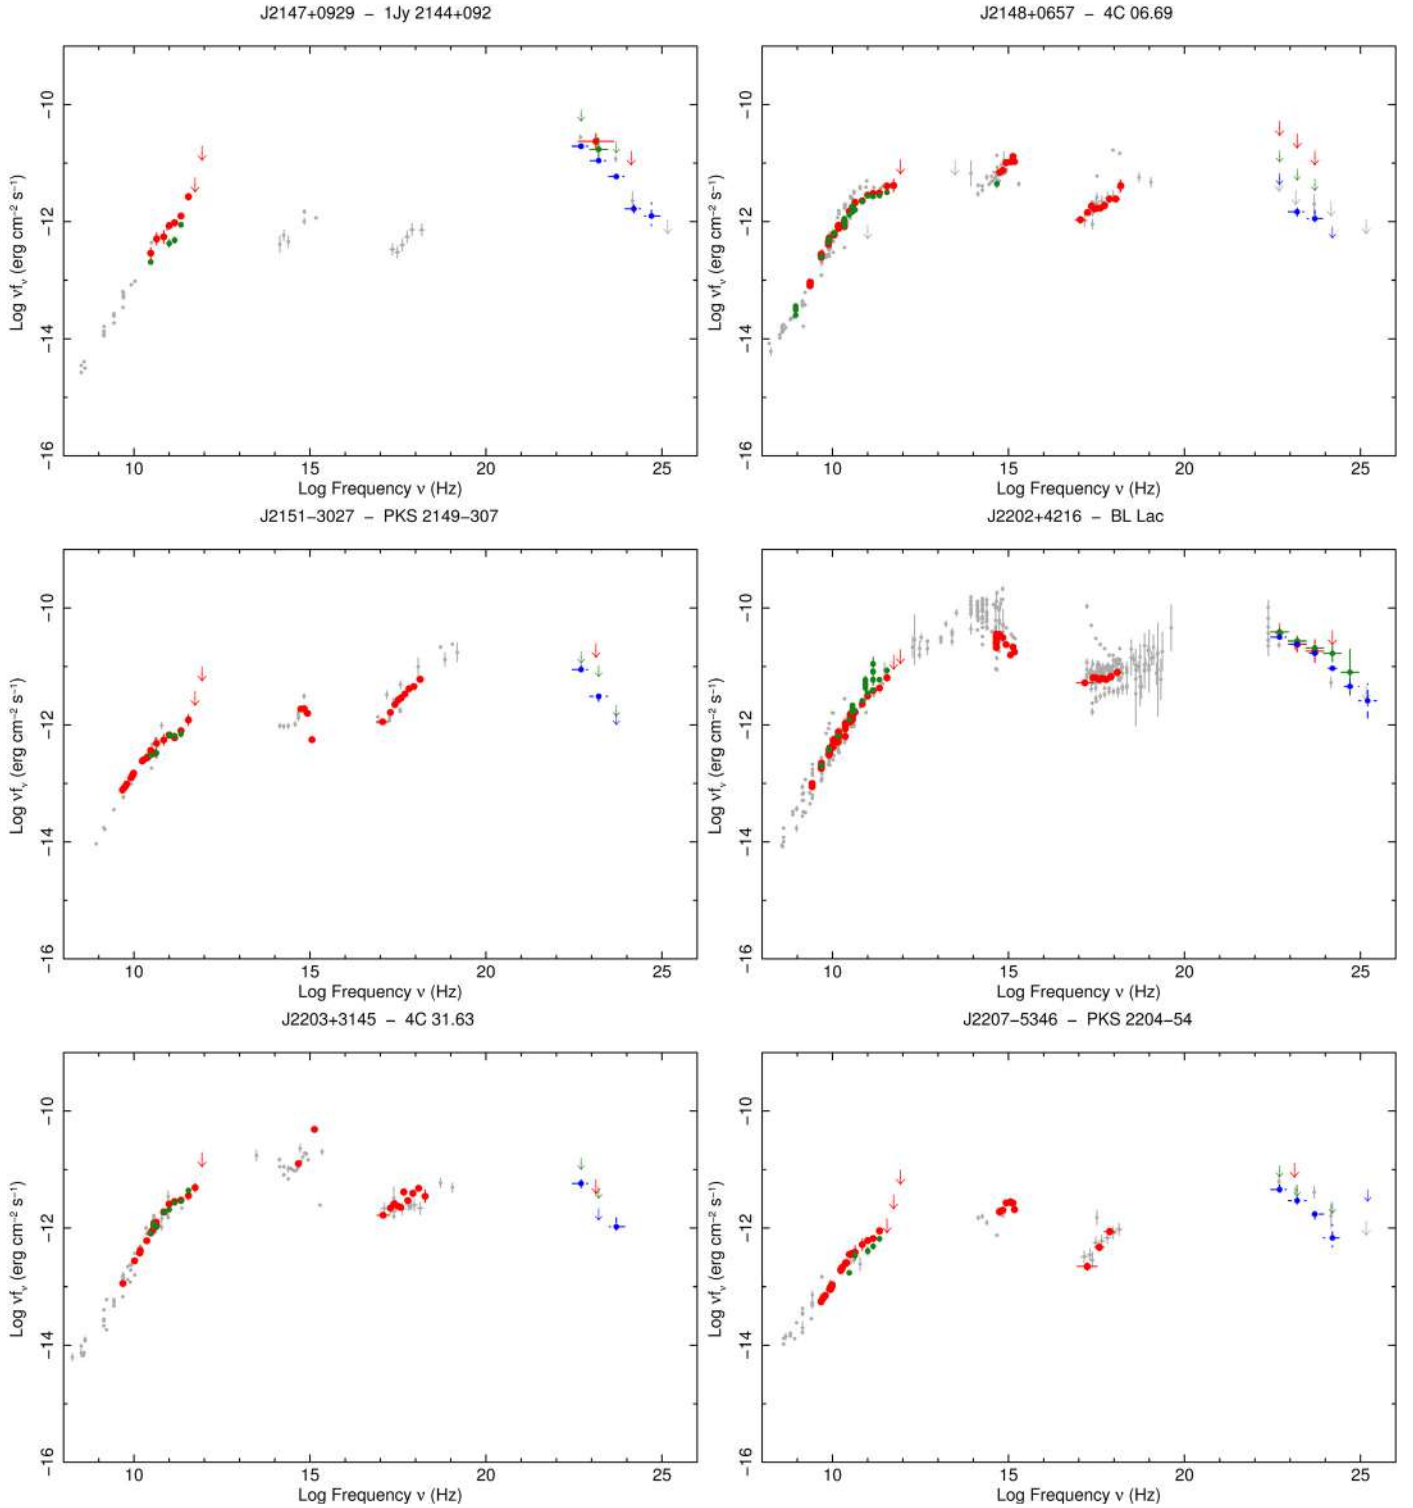 J2147+0929 − 1Jy 2144+092
J2148+0657 − 4C 06.69
Log νfν (erg cm−2 s−1)
−10
−12
−14
−16
10 15 20 25
Log Frequency ν (Hz)
Log νfν (erg cm−2 s−1)
−10
−12
−14
−16
10 15 20 25
Log Frequency ν (Hz)
J2151−3027 − PKS 2149−307
J2202+4216 − BL Lac
Log νfν (erg cm−2 s−1)
−10
−12
−14
−16
10 15 20 25
Log Frequency ν (Hz)
Log νfν (erg cm−2 s−1)
−10
−12
−14
−16
10 15 20 25
Log Frequency ν (Hz)
J2203+3145 − 4C 31.63
J2207−5346 − PKS 2204−54
Log νfν (erg cm−2 s−1)
−10
−12
−14
−16
10 15 20 25
Log Frequency ν (Hz)
Log νfν (erg cm−2 s−1)
−10
−12
−14
−16
10 15 20 25
Log Frequency ν (Hz)